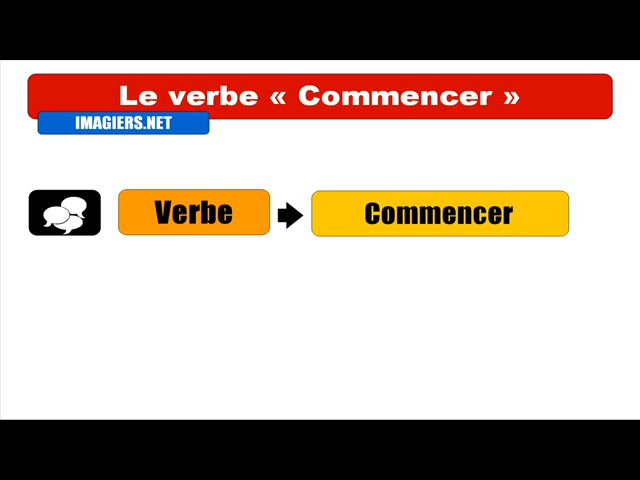 Le verbe « Commencer »
IMAGIERS.NET
Verbe
Commencer